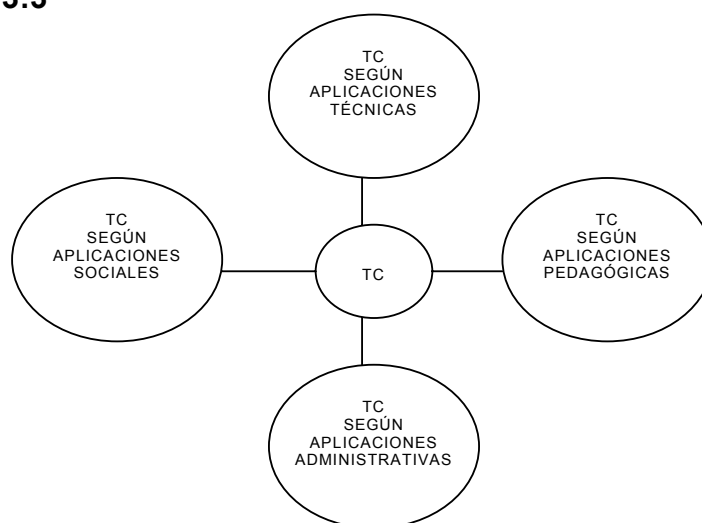 TC
SEGÚN
APLICACIONES
TÉCNICAS
TC
SEGÚN
APLICACIONES
SOCIALES
TC
TC
SEGÚN
APLICACIONES
PEDAGÓGICAS
TC
SEGÚN
APLICACIONES
ADMINISTRATIVAS